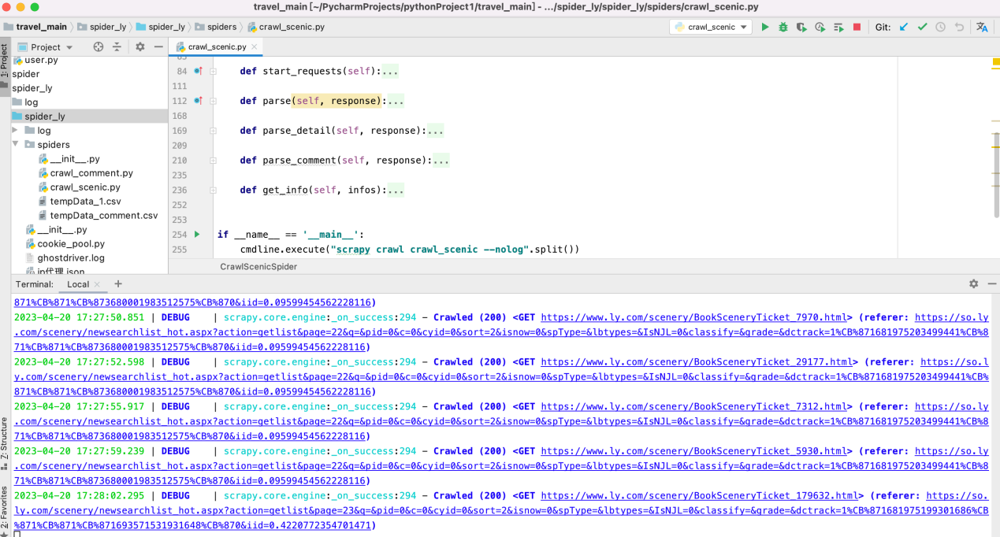 travel_main [~/PycharmProjects/pythonProject1/travel_main] - .../spider_ly/spider_ly/spiders/crawl_scenic.py
travel_main spider_ly spider_ly spiders crawl_scenic.py crawl_scenic Git:
Project crawl_scenic.py
1: Project
user.py
spider
spider_ly
log
spider_ly
log
spiders
__init__.py
crawl_comment.py
crawl_scenic.py
tempData_1.csv
tempData_comment.csv
__init__.py
cookie_pool.py
ghostdriver.log
ip代理.json
83
84 def start_requests(self):...
111
112 def parse(self, response):...
168
169 def parse_detail(self, response):...
209
210 def parse_comment(self, response):...
235
236 def get_info(self, infos):...
252
253
254 if __name__ == '__main__':
255 cmdline.execute("scrapy crawl crawl_scenic --nolog".split())
CrawlScenicSpider
Terminal: Local +
871%CB%871%CB%873680001983512575%CB%870&iid=0.09599454562228116)
2023-04-20 17:27:50.851 | DEBUG | scrapy.core.engine:_on_success:294 - Crawled (200) <GET https://www.ly.com/scenery/BookSceneryTicket_7970.html> (referer: https://so.ly
.com/scenery/newsearchlist_hot.aspx?action=getlist&page=22&q=&pid=0&c=0&cyid=0&sort=2&isnow=0&spType=&lbtypes=&IsNJL=0&classify=&grade=&dctrack=1%CB%871681975203499441%CB%8
71%CB%871%CB%873680001983512575%CB%870&iid=0.09599454562228116)
2023-04-20 17:27:52.598 | DEBUG | scrapy.core.engine:_on_success:294 - Crawled (200) <GET https://www.ly.com/scenery/BookSceneryTicket_29177.html> (referer: https://so.l
y.com/scenery/newsearchlist_hot.aspx?action=getlist&page=22&q=&pid=0&c=0&cyid=0&sort=2&isnow=0&spType=&lbtypes=&IsNJL=0&classify=&grade=&dctrack=1%CB%871681975203499441%CB%
871%CB%871%CB%873680001983512575%CB%870&iid=0.09599454562228116)
2023-04-20 17:27:55.917 | DEBUG | scrapy.core.engine:_on_success:294 - Crawled (200) <GET https://www.ly.com/scenery/BookSceneryTicket_7312.html> (referer: https://so.ly
.com/scenery/newsearchlist_hot.aspx?action=getlist&page=22&q=&pid=0&c=0&cyid=0&sort=2&isnow=0&spType=&lbtypes=&IsNJL=0&classify=&grade=&dctrack=1%CB%871681975203499441%CB%8
71%CB%871%CB%873680001983512575%CB%870&iid=0.09599454562228116)
2023-04-20 17:27:59.239 | DEBUG | scrapy.core.engine:_on_success:294 - Crawled (200) <GET https://www.ly.com/scenery/BookSceneryTicket_5930.html> (referer: https://so.ly
.com/scenery/newsearchlist_hot.aspx?action=getlist&page=22&q=&pid=0&c=0&cyid=0&sort=2&isnow=0&spType=&lbtypes=&IsNJL=0&classify=&grade=&dctrack=1%CB%871681975203499441%CB%8
71%CB%871%CB%873680001983512575%CB%870&iid=0.09599454562228116)
2023-04-20 17:28:02.295 | DEBUG | scrapy.core.engine:_on_success:294 - Crawled (200) <GET https://www.ly.com/scenery/BookSceneryTicket_179632.html> (referer: https://so.
ly.com/scenery/newsearchlist_hot.aspx?action=getlist&page=23&q=&pid=0&c=0&cyid=0&sort=2&isnow=0&spType=&lbtypes=&IsNJL=0&classify=&grade=&dctrack=1%CB%871681975199301686%CB
%871%CB%871%CB%871693571531931648%CB%870&iid=0.4220772354701471)
Z: Structure
2: Favorites